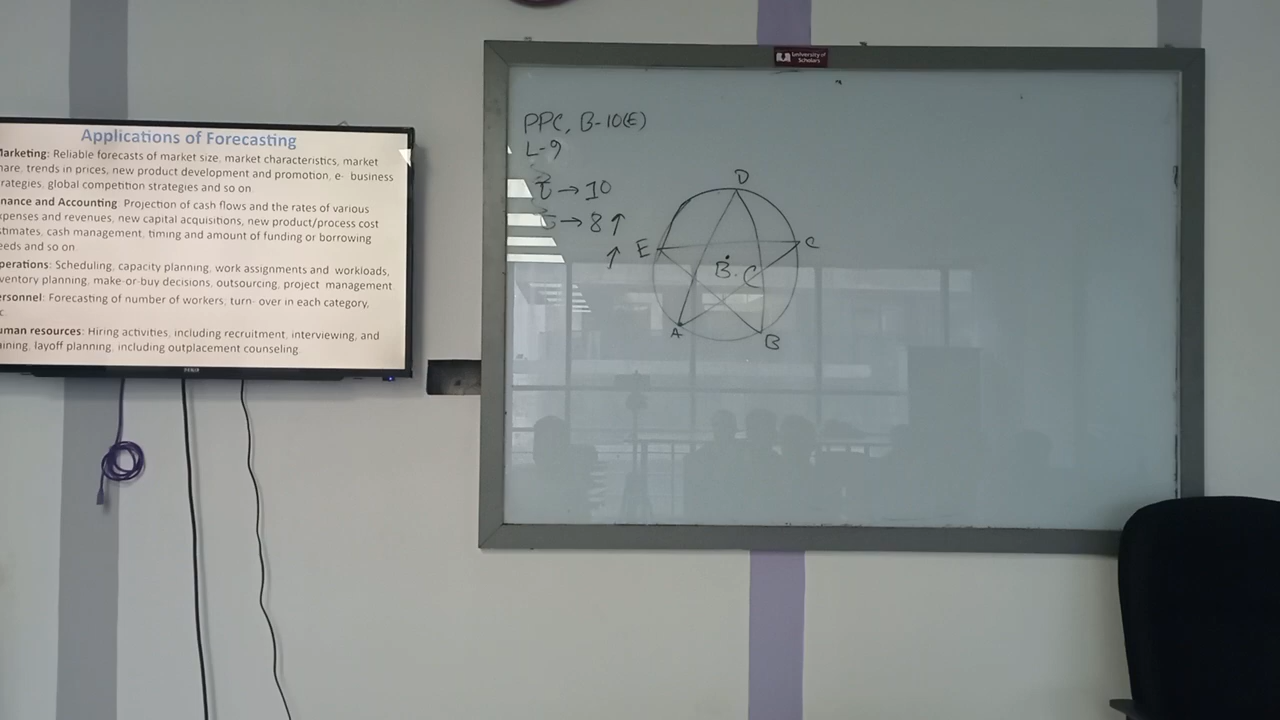 Applications of Forecasting
arketing: Reliable forecasts of market size, market characteristics, market
are, trends in prices, new product development and promotion, e- business
rategies, global competition strategies and so on
nance and Accounting Projection of cash flows and the rates of various
penses and revenues, new capital acquisitions, new product/process cost
timates, cash management, timing and amount of funding or borrowing
eeds and so on
perations: Scheduling, capacity planning, work assignments and workloads,
ventory planning, make-or-buy decisions, outsourcing, project management
ersonnel: Forecasting of number of workers, turn- over in each category,
c
uman resources: Hiring activities, including recruitment, interviewing, and
ining, layoff planning, including outplacement counseling
University of
Scholars
PPC, B-10(E)
L-9
→ 10
→ 8 ↑
↑
D
E
C
B. C
A
B